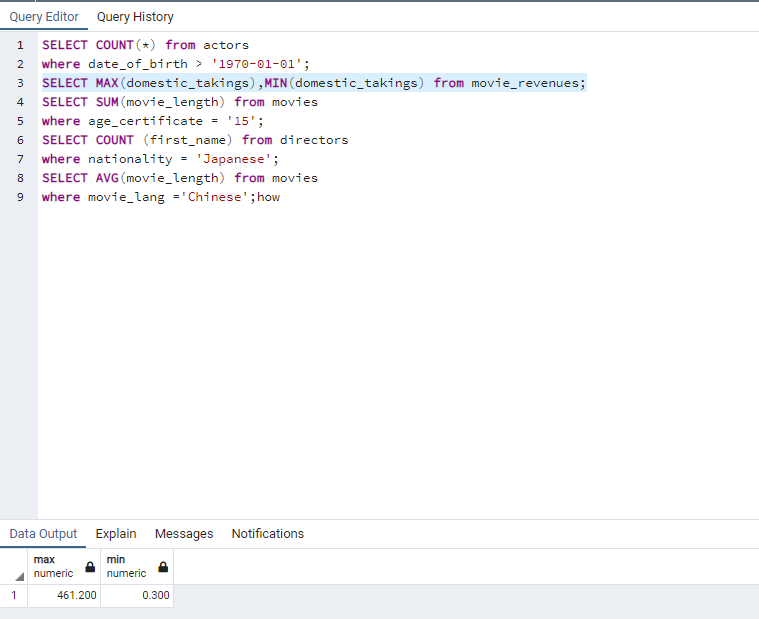 Query Editor Query History
1 SELECT COUNT(*) from actors
2 where date_of_birth > '1970-01-01';
3 SELECT MAX(domestic_takings),MIN(domestic_takings) from movie_revenues;
4 SELECT SUM(movie_length) from movies
5 where age_certificate = '15';
6 SELECT COUNT (first_name) from directors
7 where nationality = 'Japanese';
8 SELECT AVG(movie_length) from movies
9 where movie_lang ='Chinese';how
Data Output Explain Messages Notifications
max min
numeric numeric
1 461.200 0.300